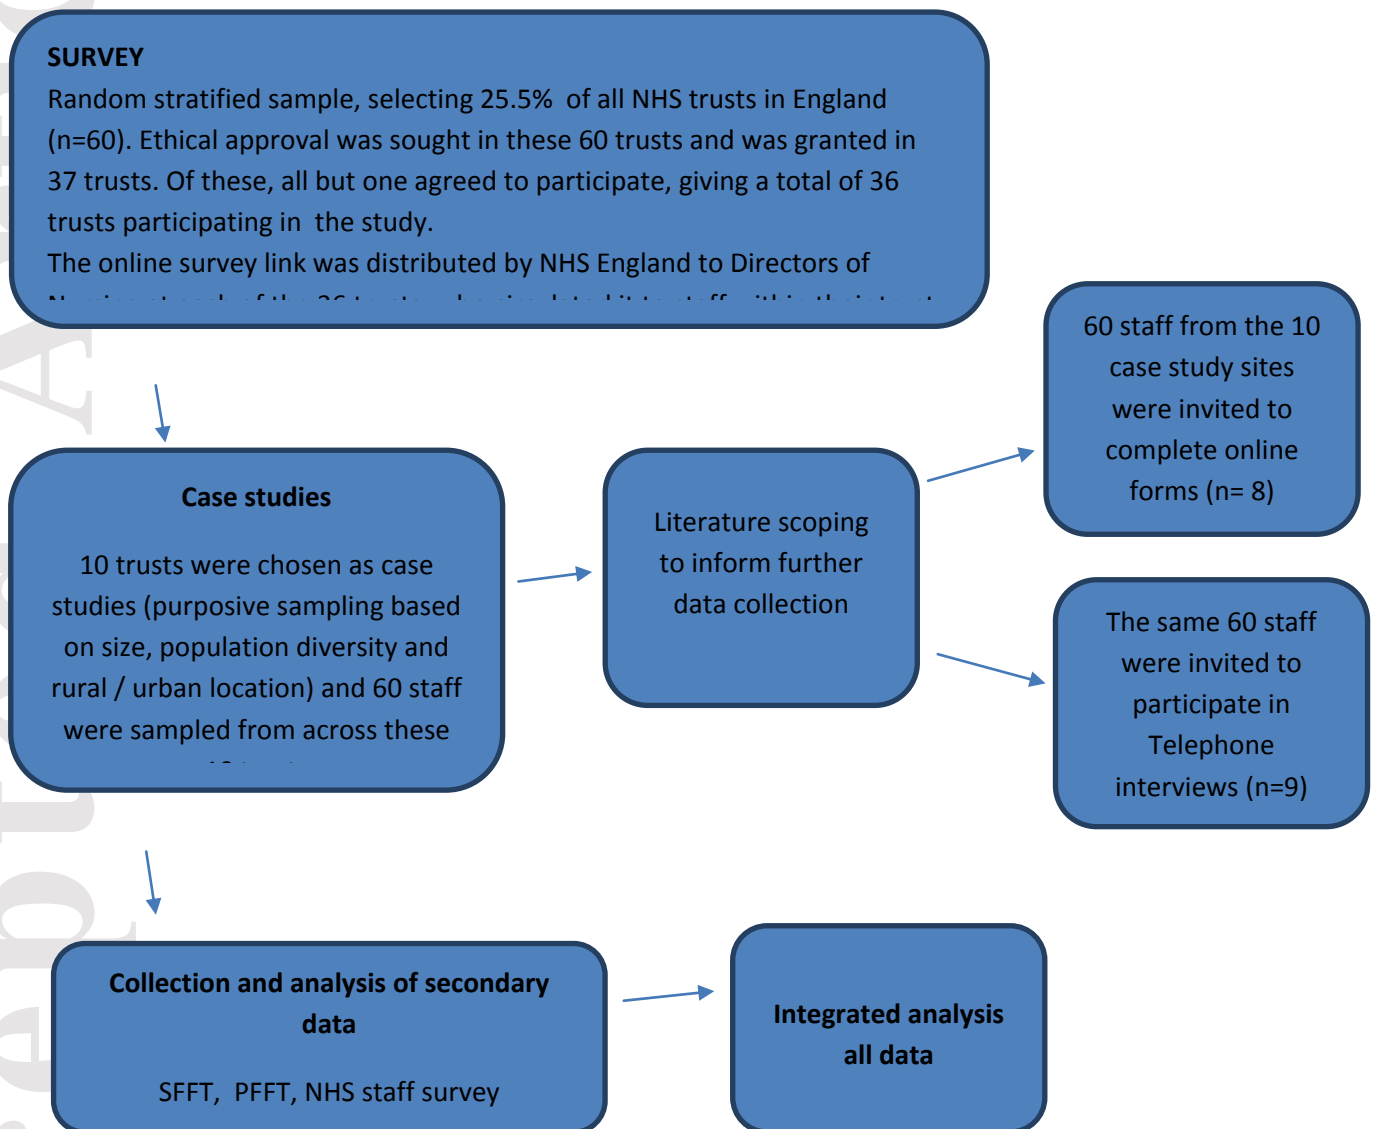 SURVEY
Random stratified sample, selecting 25.5% of all NHS trusts in England
(n=60). Ethical approval was sought in these 60 trusts and was granted in
37 trusts. Of these, all but one agreed to participate, giving a total of 36
trusts participating in the study.
The online survey link was distributed by NHS England to Directors of
60 staff from the 10
case study sites
were invited to
complete online
forms (n= 8)
Case studies
10 trusts were chosen as case
studies (purposive sampling based
on size, population diversity and
rural / urban location) and 60 staff
were sampled from across these
Literature scoping
to inform further
data collection
The same 60 staff
were invited to
participate in
Telephone
interviews (n=9)
Collection and analysis of secondary
data
SFFT, PFFT, NHS staff survey
Integrated analysis
all data